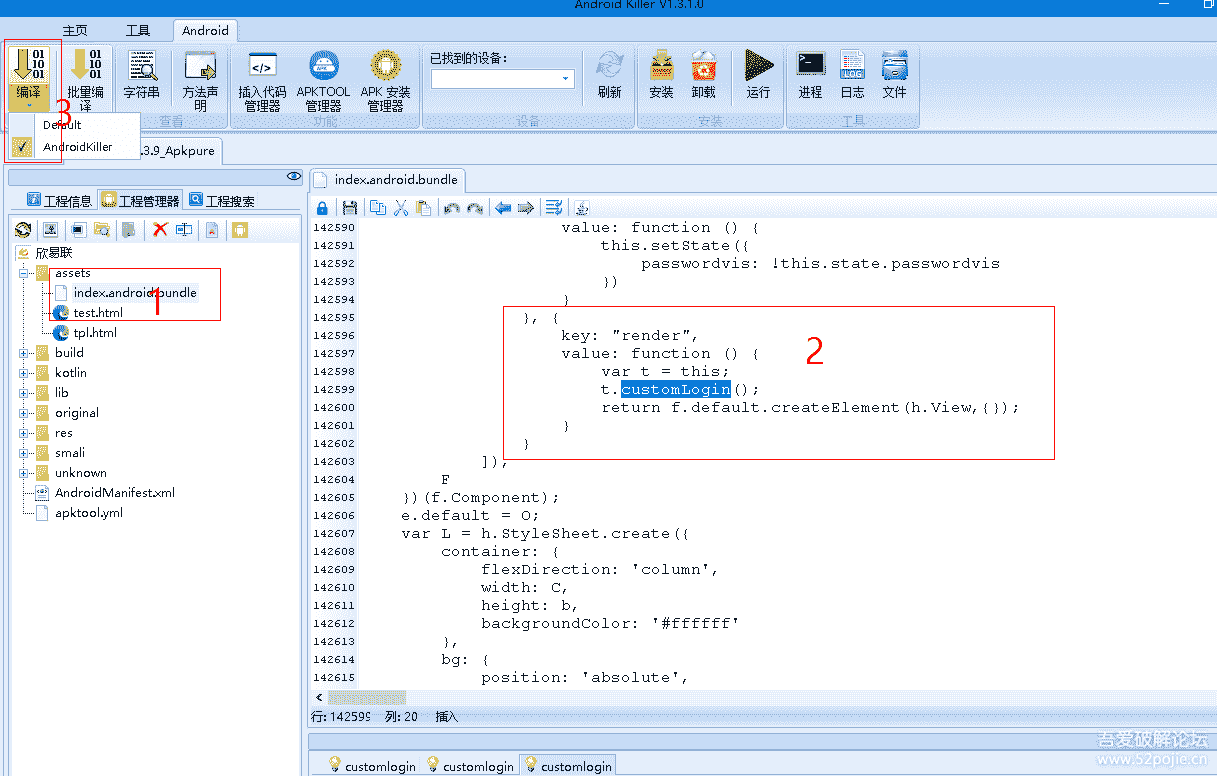 Android Killer V1.3.1.0
主页 工具 Android
编译 批量编译 字符串 方法声明 插入代码管理器 APKTOOL管理器 APK 安装管理器 已找到的设备: 刷新 安装 卸载 运行 进程 日志 文件
3
查看 功能 设备 安装 工具
Default
AndroidKiller
.3.9_Apkpure
index.android.bundle
工程信息 工程管理器 工程搜索
欣易联
assets
index.android.bundle
1
test.html
tpl.html
build
kotlin
lib
original
res
smali
unknown
AndroidManifest.xml
apktool.yml
142590 value: function () {
142591 this.setState({
142592 passwordvis: !this.state.passwordvis
142593 })
142594 }
142595 }, {
142596 key: "render",
142597 value: function () {
2
142598 var t = this;
142599 t.customLogin();
142600 return f.default.createElement(h.View,{});
142601 }
142602 }
142603 ]);
142604 F
142605 })(f.Component);
142606 e.default = O;
142607 var L = h.StyleSheet.create({
142608 container: {
142609 flexDirection: 'column',
142610 width: C,
142611 height: b,
142612 backgroundColor: '#ffffff'
142613 },
142614 bg: {
142615 position: 'absolute',
行: 142599 列: 20 插入
吾爱破解论坛
www.52pojie.cn
customlogin customlogin customlogin